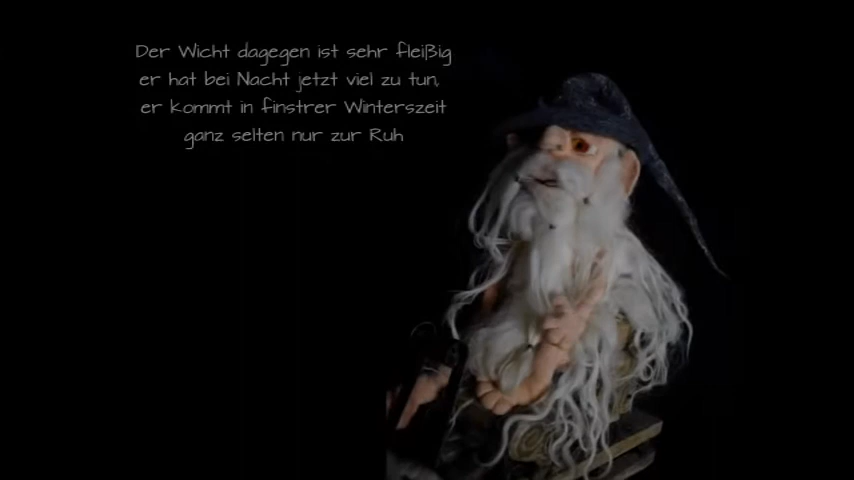 Der Wicht dagegen ist sehr fleißig
er hat bei Nacht jetzt viel zu tun,
er kommt in finstrer Winterszeit
ganz selten nur zur Ruh